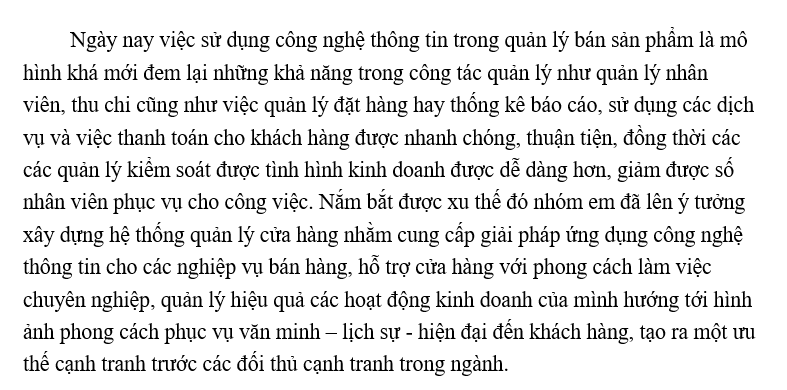 Ngày nay việc sử dụng công nghệ thông tin trong quản lý bán sản phẩm là mô
hình khá mới đem lại những khả năng trong công tác quản lý như quản lý nhân
viên, thu chi cũng như việc quản lý đặt hàng hay thống kê báo cáo, sử dụng các dịch
vụ và việc thanh toán cho khách hàng được nhanh chóng, thuận tiện, đồng thời các
các quản lý kiểm soát được tình hình kinh doanh được dễ dàng hơn, giảm được số
nhân viên phục vụ cho công việc. Nắm bắt được xu thế đó nhóm em đã lên ý tưởng
xây dựng hệ thống quản lý cửa hàng nhằm cung cấp giải pháp ứng dụng công nghệ
thông tin cho các nghiệp vụ bán hàng, hỗ trợ cửa hàng với phong cách làm việc
chuyên nghiệp, quản lý hiệu quả các hoạt động kinh doanh của mình hướng tới hình
ảnh phong cách phục vụ văn minh – lịch sự - hiện đại đến khách hàng, tạo ra một ưu
thế cạnh tranh trước các đối thủ cạnh tranh trong ngành.